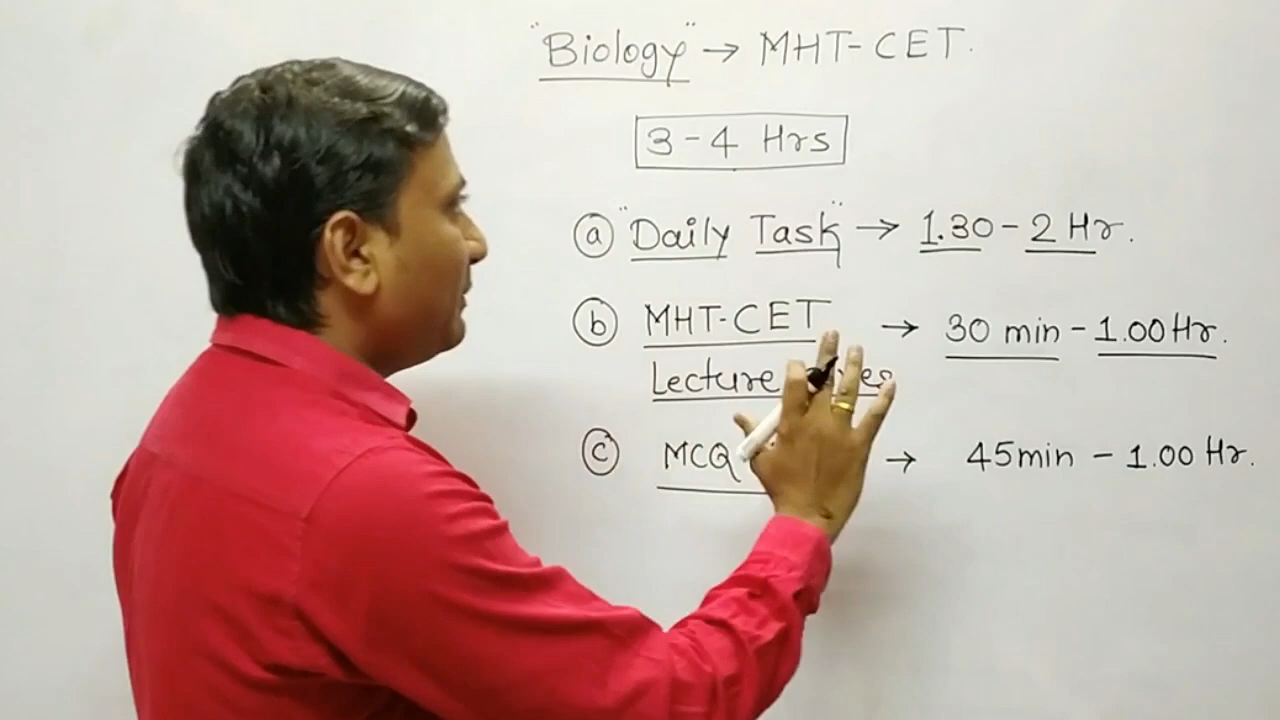 "Biology" → MHT-CET.
3-4 Hrs
(a) "Daily Task" → 1.30 - 2 Hr.
(b) MHT-CET → 30 min - 1.00 Hr.
Lecture
(c) MCQ → 45min - 1.00 Hr.